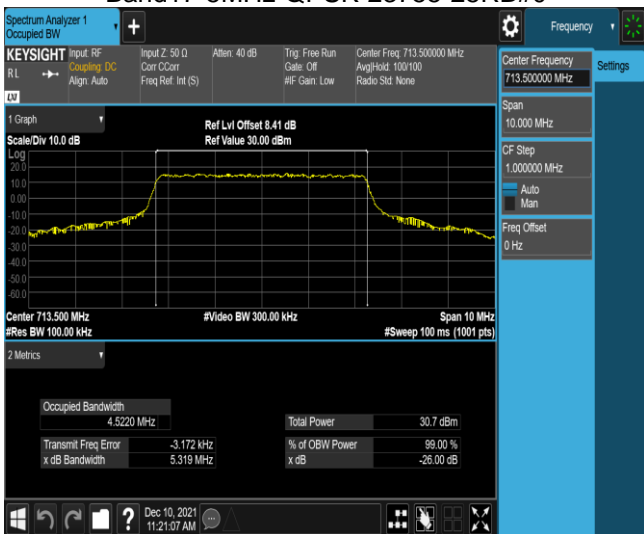 Band17-5MHz-QPSK-23755-25RB#0
Spectrum Analyzer 1
Occupied BW
Frequency
KEYSIGHT
Input: RF
Coupling: DC
Align: Auto
Input Z: 50 Ω
Corr CCorr
Freq Ref: Int (S)
Atten: 40 dB
Trig: Free Run
Gate: Off
#IF Gain: Low
Center Freq: 713.500000 MHz
Avg|Hold: 100/100
Radio Std: None
RL
LXI
Center Frequency
713.500000 MHz
Settings
Span
10.000 MHz
CF Step
1.000000 MHz
Auto
Man
Freq Offset
0 Hz
1 Graph
Ref Lvl Offset 8.41 dB
Scale/Div 10.0 dB
Ref Value 30.00 dBm
Log
20.0
10.0
0.00
-10.0
-20.0
-30.0
-40.0
-50.0
-60.0
Center 713.500 MHz
#Video BW 300.00 kHz
Span 10 MHz
#Res BW 100.00 kHz
#Sweep 100 ms (1001 pts)
2 Metrics
Occupied Bandwidth
4.5220 MHz
Total Power
30.7 dBm
Transmit Freq Error
-3.172 kHz
% of OBW Power
99.00 %
x dB Bandwidth
5.319 MHz
x dB
-26.00 dB
?
Dec 10, 2021
11:21:07 AM